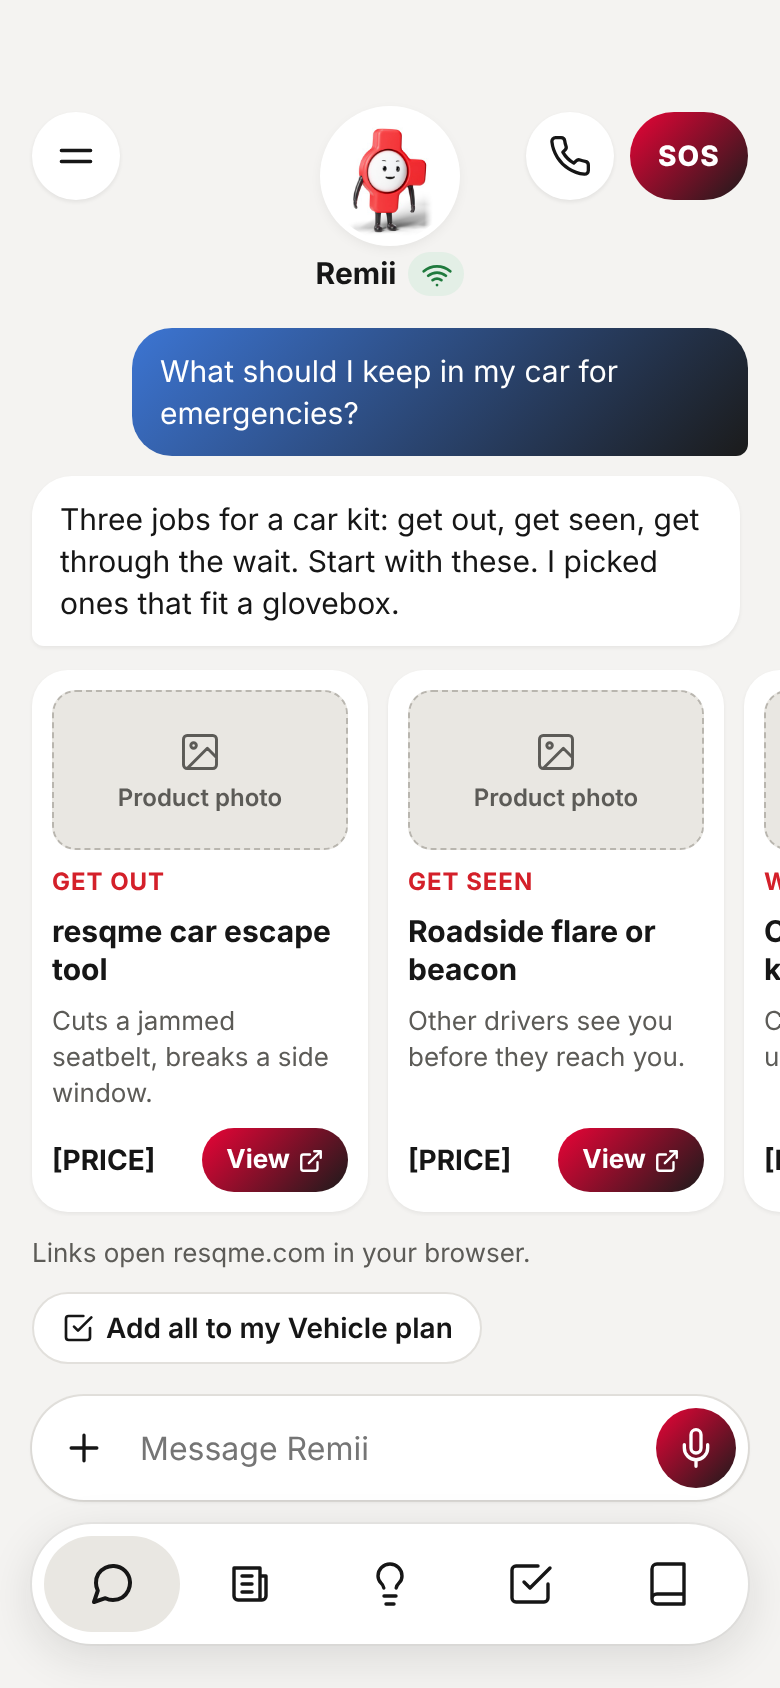 SOS
Remii
What should I keep in my car for
emergencies?
Three jobs for a car kit: get out, get seen, get
through the wait. Start with these. I picked
ones that fit a glovebox.
Product photo
GET OUT
resqme car escape
tool
Cuts a jammed
seatbelt, breaks a side
window.
[PRICE]
View
Product photo
GET SEEN
Roadside flare or
beacon
Other drivers see you
before they reach you.
[PRICE]
View
Links open resqme.com in your browser.
Add all to my Vehicle plan
Message Remii